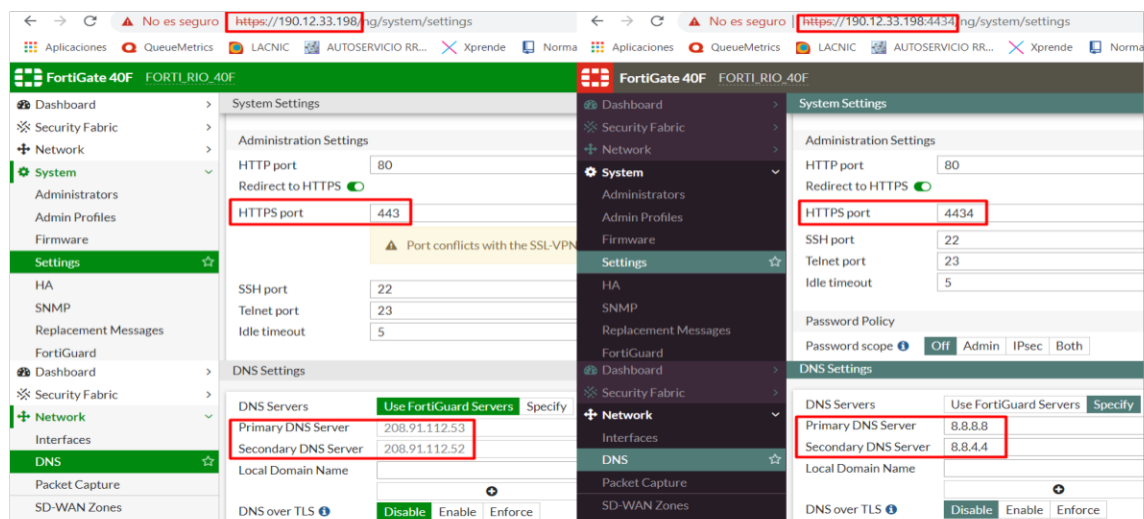 No es seguro https://190.12.33.198/ng/system/settings
Aplicaciones QueueMetrics LACNIC AUTOSERVICIO RR... Xprende Norma
FortiGate 40F FORTI_RIO_40F
Dashboard
Security Fabric
Network
System
Administrators
Admin Profiles
Firmware
Settings
HA
SNMP
Replacement Messages
FortiGuard
System Settings
Administration Settings
HTTP port 80
Redirect to HTTPS
HTTPS port 443
Port conflicts with the SSL-VPN
SSH port 22
Telnet port 23
Idle timeout 5
Dashboard
Security Fabric
Network
Interfaces
DNS
Packet Capture
SD-WAN Zones
DNS Settings
DNS Servers Use FortiGuard Servers Specify
Primary DNS Server 208.91.112.53
Secondary DNS Server 208.91.112.52
Local Domain Name
DNS over TLS Disable Enable Enforce
No es seguro https://190.12.33.198:4434/ng/system/settings
Aplicaciones QueueMetrics LACNIC AUTOSERVICIO RR... Xprende Norma
FortiGate 40F FORTI_RIO_40F
Dashboard
Security Fabric
Network
System
Administrators
Admin Profiles
Firmware
Settings
HA
SNMP
Replacement Messages
FortiGuard
System Settings
Administration Settings
HTTP port 80
Redirect to HTTPS
HTTPS port 4434
SSH port 22
Telnet port 23
Idle timeout 5
Password Policy
Password scope Off Admin IPsec Both
Dashboard
Security Fabric
Network
Interfaces
DNS
Packet Capture
SD-WAN Zones
DNS Settings
DNS Servers Use FortiGuard Servers Specify
Primary DNS Server 8.8.8.8
Secondary DNS Server 8.8.4.4
Local Domain Name
DNS over TLS Disable Enable Enforce